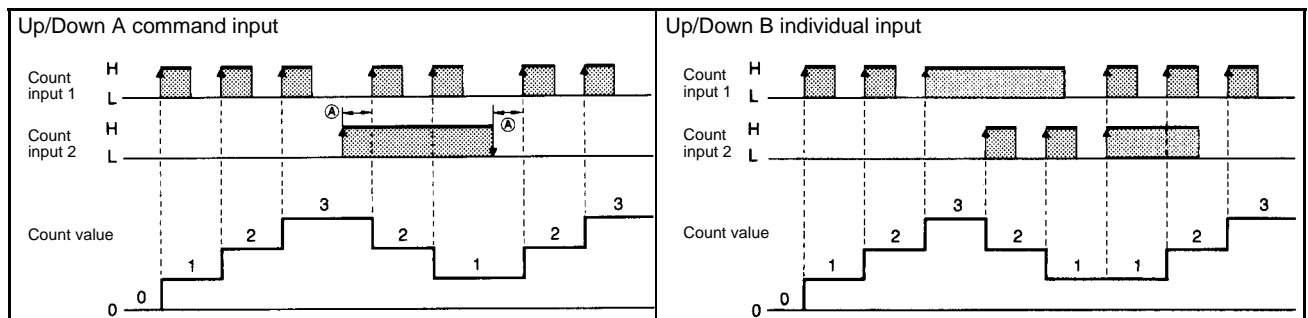 Up/Down A command input
Count
input 1
H
L
Ⓐ
Ⓐ
Count
input 2
H
L
Count value
0
0
1
2
3
2
1
2
3
Up/Down B individual input
Count
input 1
H
L
Count
input 2
H
L
Count value
0
0
1
2
3
2
1
1
2
3